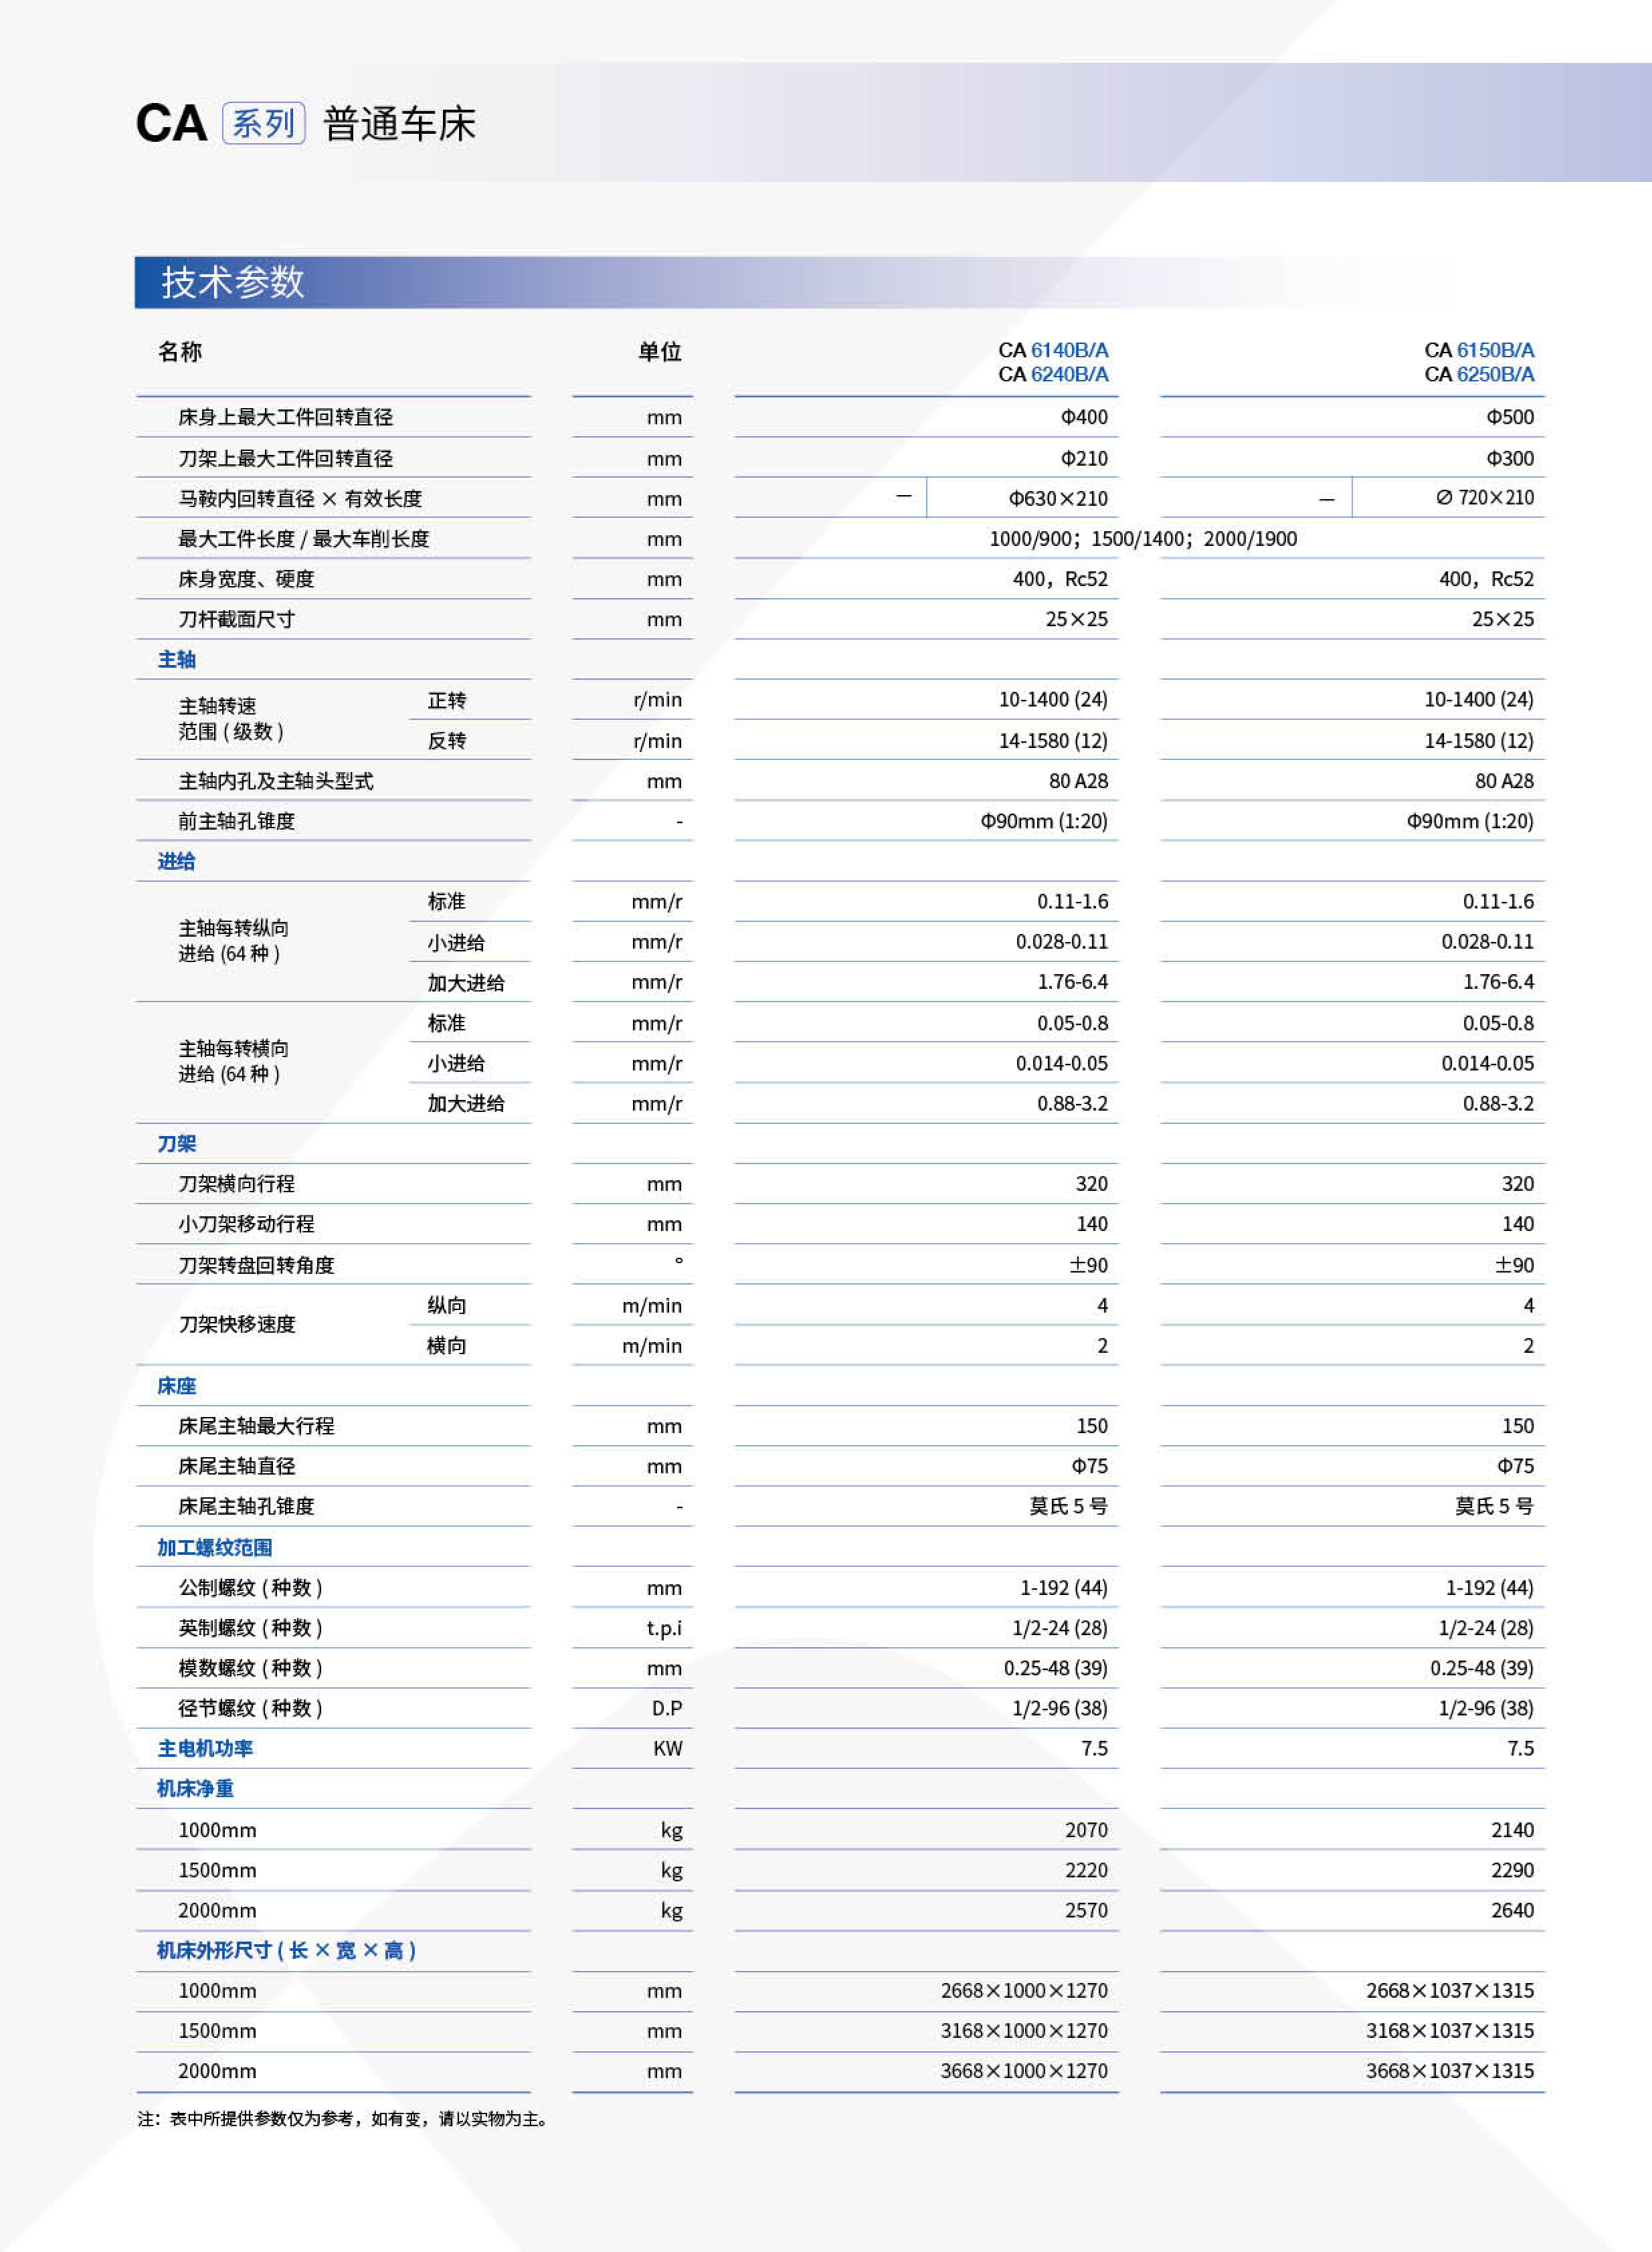 CA 系列 普通车床
技术参数
名称 单位 CA 6140B/A CA 6150B/A
CA 6240B/A CA 6250B/A
床身上最大工件回转直径 mm Φ400 Φ500
刀架上最大工件回转直径 mm Φ210 Φ300
马鞍内回转直径 × 有效长度 mm — Φ630×210 — ∅ 720×210
最大工件长度 / 最大车削长度 mm 1000/900；1500/1400；2000/1900
床身宽度、硬度 mm 400，Rc52 400，Rc52
刀杆截面尺寸 mm 25×25 25×25
主轴
主轴转速
范围 ( 级数 )
正转 r/min 10-1400 (24) 10-1400 (24)
反转 r/min 14-1580 (12) 14-1580 (12)
主轴内孔及主轴头型式 mm 80 A28 80 A28
前主轴孔锥度 - Φ90mm (1:20) Φ90mm (1:20)
进给
主轴每转纵向
进给 (64 种 )
标准 mm/r 0.11-1.6 0.11-1.6
小进给 mm/r 0.028-0.11 0.028-0.11
加大进给 mm/r 1.76-6.4 1.76-6.4
主轴每转横向
进给 (64 种 )
标准 mm/r 0.05-0.8 0.05-0.8
小进给 mm/r 0.014-0.05 0.014-0.05
加大进给 mm/r 0.88-3.2 0.88-3.2
刀架
刀架横向行程 mm 320 320
小刀架移动行程 mm 140 140
刀架转盘回转角度 ° ±90 ±90
刀架快移速度
纵向 m/min 4 4
横向 m/min 2 2
床座
床尾主轴最大行程 mm 150 150
床尾主轴直径 mm Φ75 Φ75
床尾主轴孔锥度 - 莫氏 5 号 莫氏 5 号
加工螺纹范围
公制螺纹 ( 种数 ) mm 1-192 (44) 1-192 (44)
英制螺纹 ( 种数 ) t.p.i 1/2-24 (28) 1/2-24 (28)
模数螺纹 ( 种数 ) mm 0.25-48 (39) 0.25-48 (39)
径节螺纹 ( 种数 ) D.P 1/2-96 (38) 1/2-96 (38)
主电机功率 KW 7.5 7.5
机床净重
1000mm kg 2070 2140
1500mm kg 2220 2290
2000mm kg 2570 2640
机床外形尺寸 ( 长 × 宽 × 高 )
1000mm mm 2668×1000×1270 2668×1037×1315
1500mm mm 3168×1000×1270 3168×1037×1315
2000mm mm 3668×1000×1270 3668×1037×1315
注：表中所提供参数仅为参考，如有变，请以实物为主。